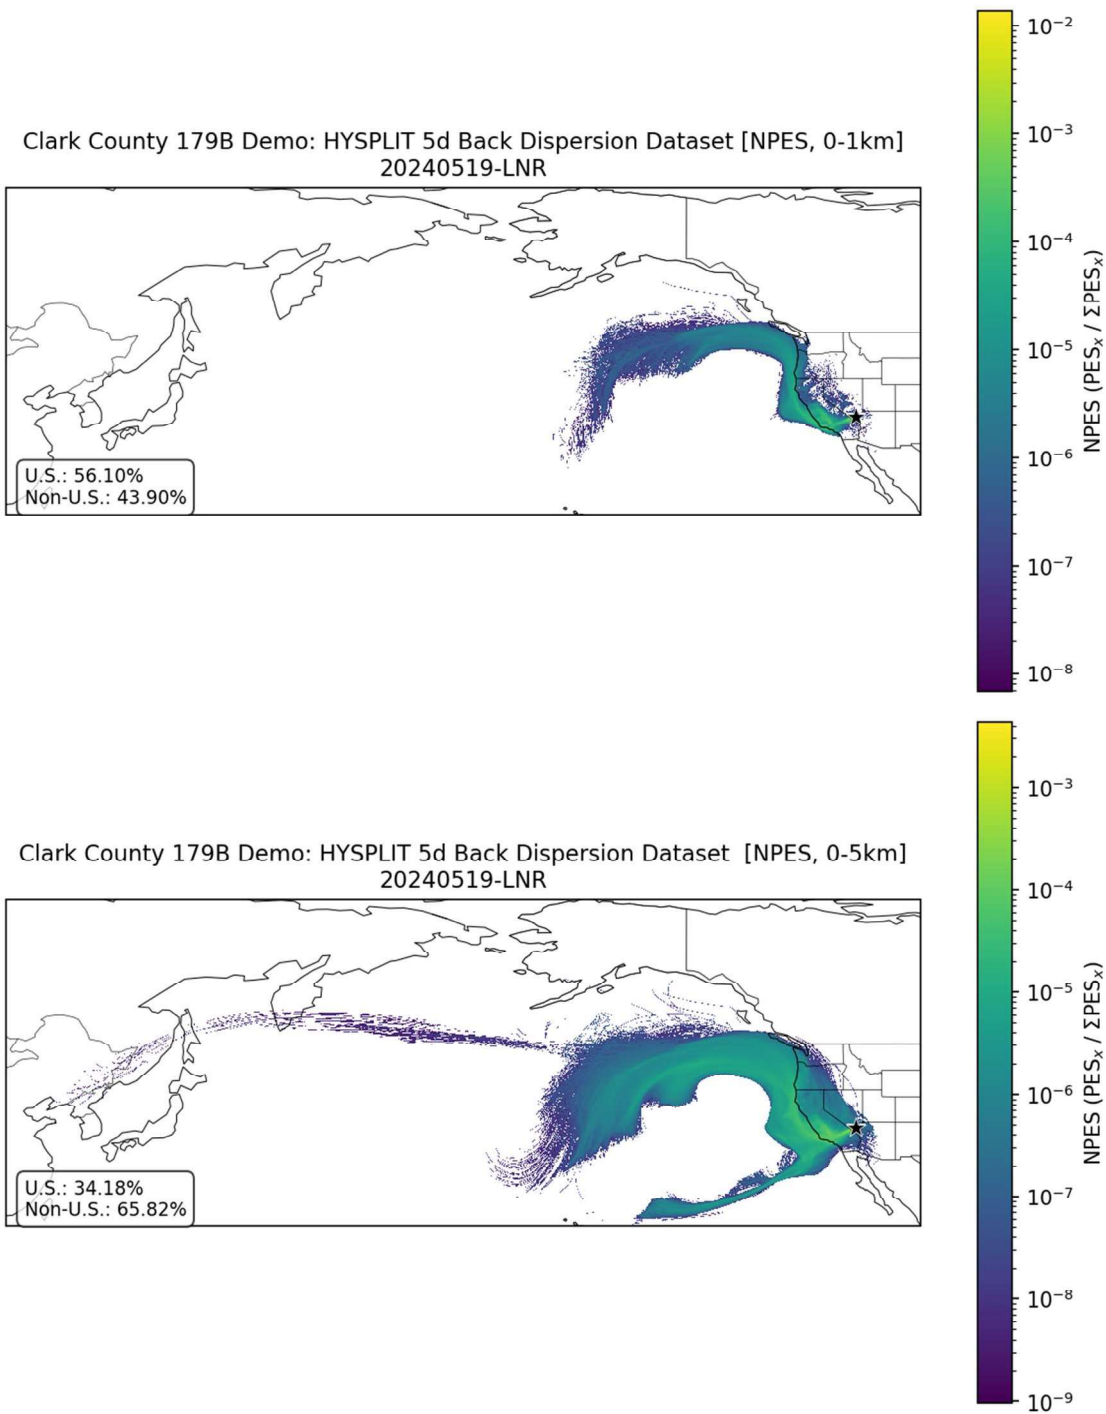 Clark County 179B Demo: HYSPLIT 5d Back Dispersion Dataset [NPES, 0-1km]
20240519-LNR
U.S.: 56.10%
Non-U.S.: 43.90%
10⁻²
10⁻³
10⁻⁴
10⁻⁵
10⁻⁶
10⁻⁷
10⁻⁸
NPES (PESₓ / ΣPESₓ)
Clark County 179B Demo: HYSPLIT 5d Back Dispersion Dataset  [NPES, 0-5km]
20240519-LNR
U.S.: 34.18%
Non-U.S.: 65.82%
10⁻³
10⁻⁴
10⁻⁵
10⁻⁶
10⁻⁷
10⁻⁸
10⁻⁹
NPES (PESₓ / ΣPESₓ)